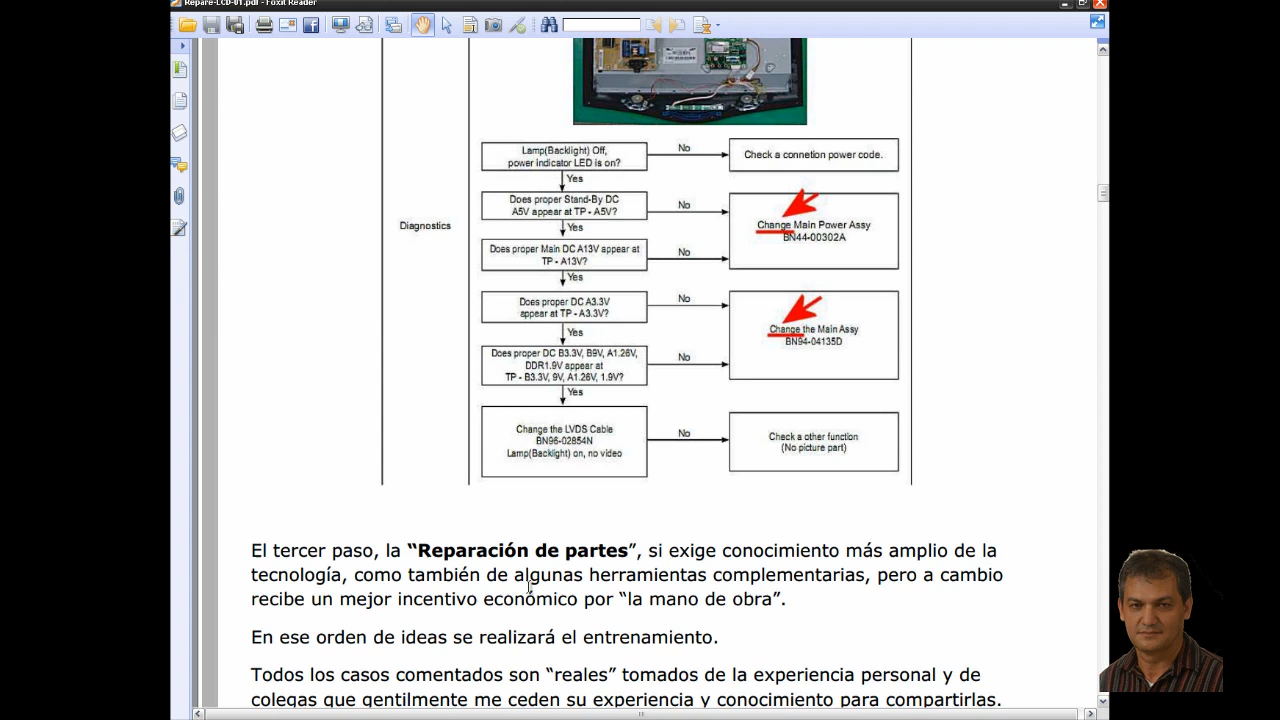 Repare-LCD-01.pdf - Foxit Reader
Lamp(Backlight) Off,
power indicator LED is on?
No
Check a connetion power code.
Yes
Does proper Stand-By DC
A5V appear at TP - A5V?
No
Change Main Power Assy
BN44-00302A
Yes
Diagnostics
Does proper Main DC A13V appear at
TP - A13V?
No
Yes
Does proper DC A3.3V
appear at TP - A3.3V?
No
Change the Main Assy
BN94-04135D
Yes
Does proper DC B3.3V, B9V, A1.26V,
DDR1.9V appear at
TP - B3.3V, 9V, A1.26V, 1.9V?
No
Yes
Change the LVDS Cable
BN96-02854N
Lamp(Backlight) on, no video
No
Check a other function
(No picture part)
El tercer paso, la “Reparación de partes”, si exige conocimiento más amplio de la
tecnología, como también de algunas herramientas complementarias, pero a cambio
recibe un mejor incentivo económico por “la mano de obra”.
En ese orden de ideas se realizará el entrenamiento.
Todos los casos comentados son “reales” tomados de la experiencia personal y de
colegas que gentilmente me ceden su experiencia y conocimiento para compartirlas.